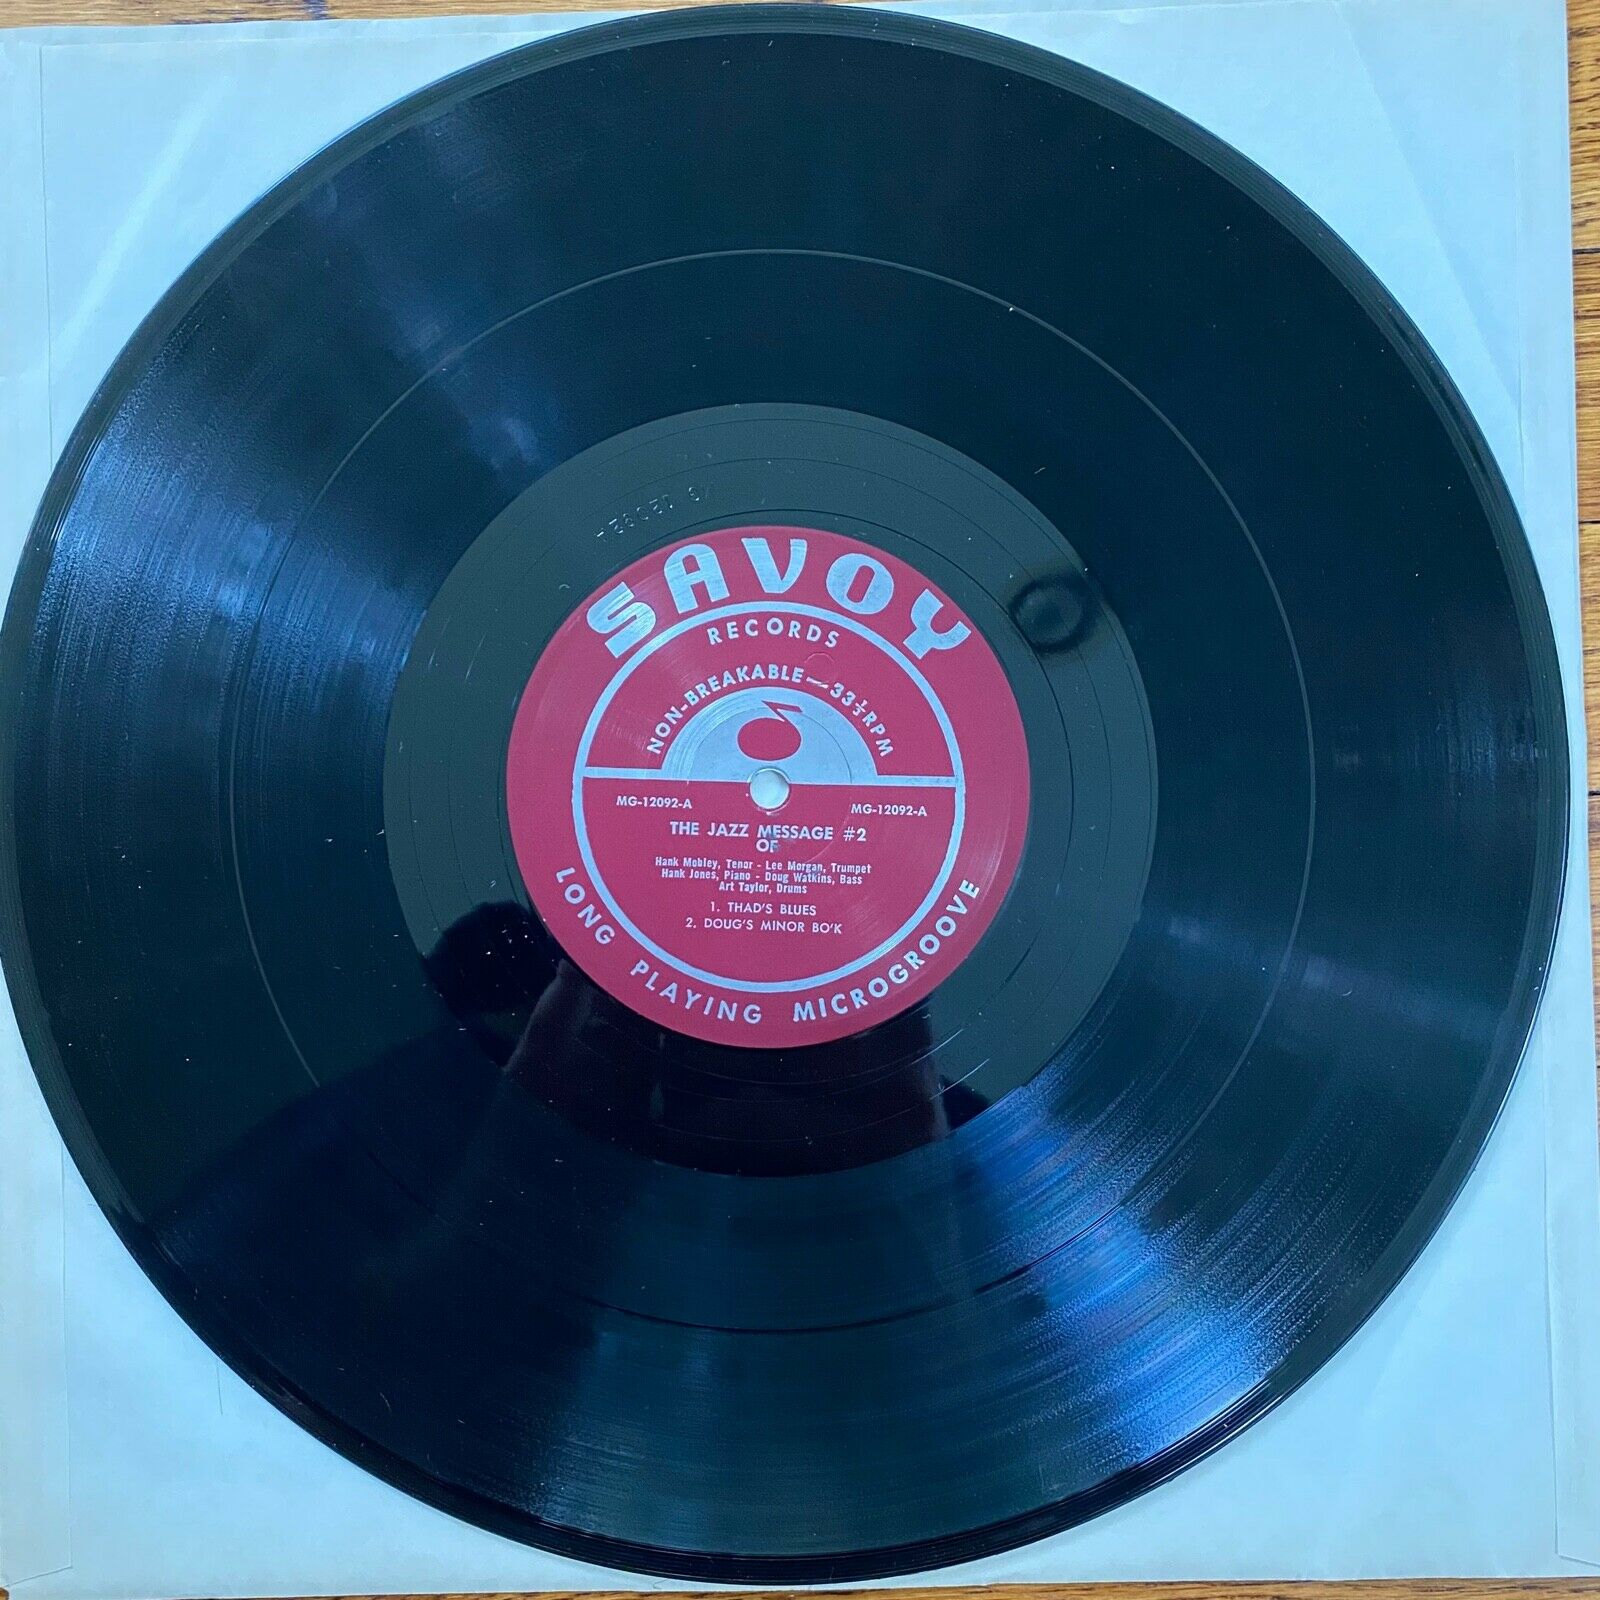 SAVOY
RECORDS
NON-BREAKABLE—33⅓RPM
MG-12092-A MG-12092-A
THE JAZZ MESSAGE #2
OF
Hank Mobley, Tenor - Lee Morgan, Trumpet
Hank Jones, Piano - Doug Watkins, Bass
Art Taylor, Drums
1. THAD'S BLUES
2. DOUG'S MINOR BO'K
LONG PLAYING MICROGROOVE